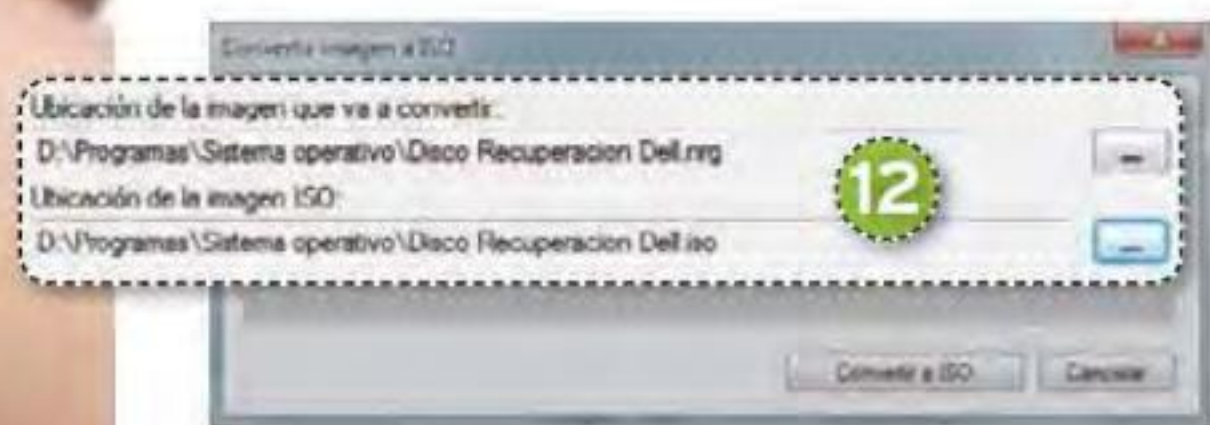 Convertir imagen a ISO
Ubicación de la imagen que va a convertir:
D:\Programas\Sistema operativo\Disco Recuperacion Dell.nrg
...
12
Ubicación de la imagen ISO:
D:\Programas\Sistema operativo\Disco Recuperacion Dell.iso
...
Convertir a ISO
Cancelar